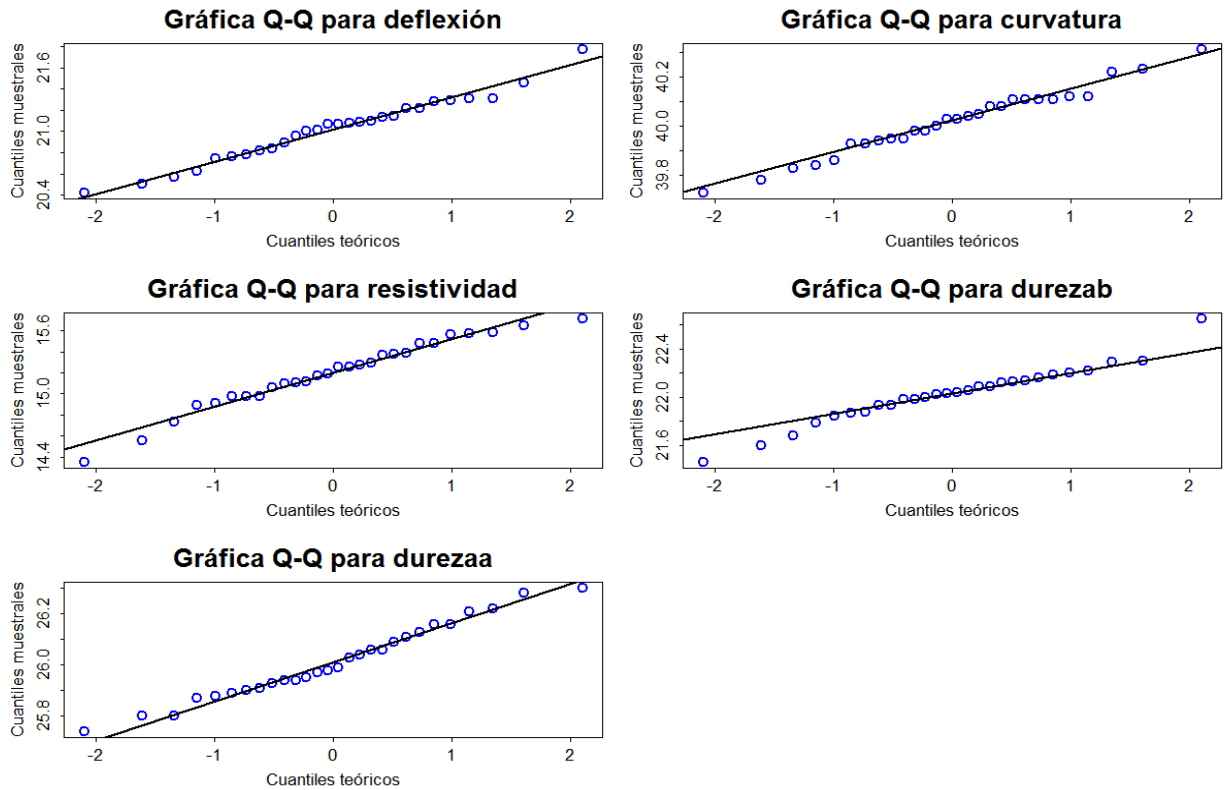 Gráfica Q-Q para deflexión
Cuantiles muestrales
21.6
21.0
20.4
-2 -1 0 1 2
Cuantiles teóricos
Gráfica Q-Q para curvatura
Cuantiles muestrales
40.2
40.0
39.8
-2 -1 0 1 2
Cuantiles teóricos
Gráfica Q-Q para resistividad
Cuantiles muestrales
15.6
15.0
14.4
-2 -1 0 1 2
Cuantiles teóricos
Gráfica Q-Q para durezab
Cuantiles muestrales
22.4
22.0
21.6
-2 -1 0 1 2
Cuantiles teóricos
Gráfica Q-Q para durezaa
Cuantiles muestrales
26.2
26.0
25.8
-2 -1 0 1 2
Cuantiles teóricos